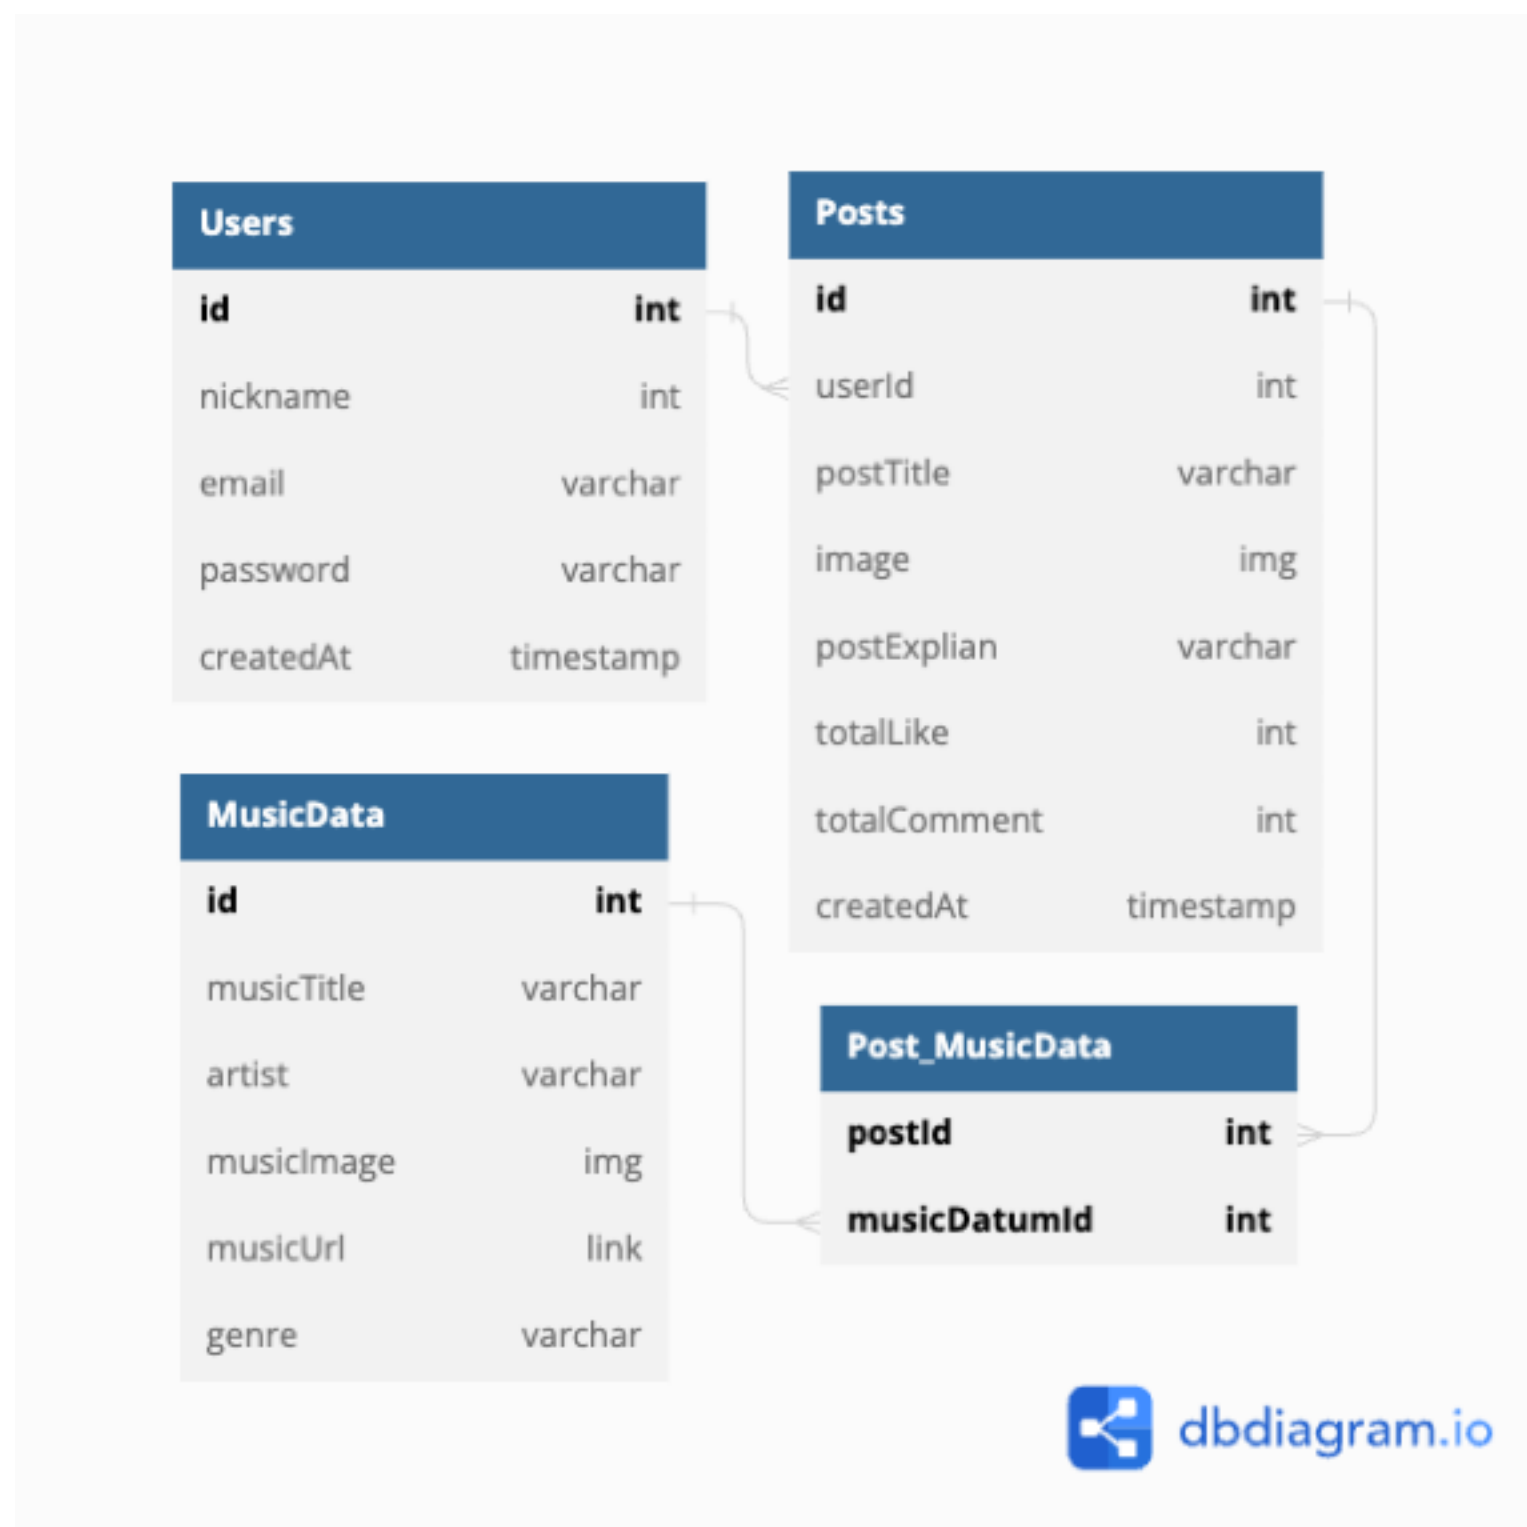 Users
id int
nickname int
email varchar
password varchar
createdAt timestamp
Posts
id int
userId int
postTitle varchar
image img
postExplian varchar
totalLike int
totalComment int
createdAt timestamp
MusicData
id int
musicTitle varchar
artist varchar
musicImage img
musicUrl link
genre varchar
Post_MusicData
postId int
musicDatumId int
dbdiagram.io